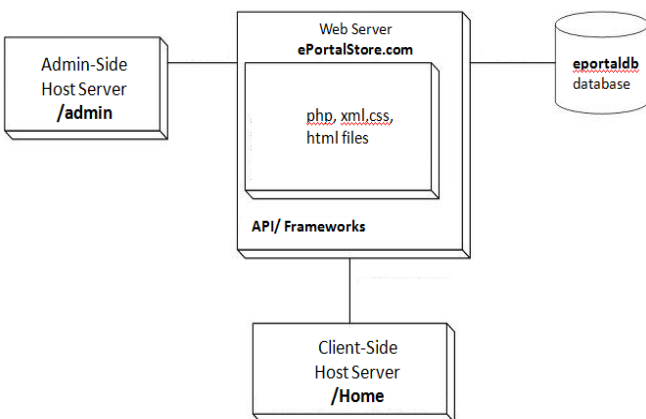 Admin-Side
Host Server
/admin
Web Server
ePortalStore.com
php, xml,css,
html files
API/ Frameworks
eportaldb
database
Client-Side
Host Server
/Home